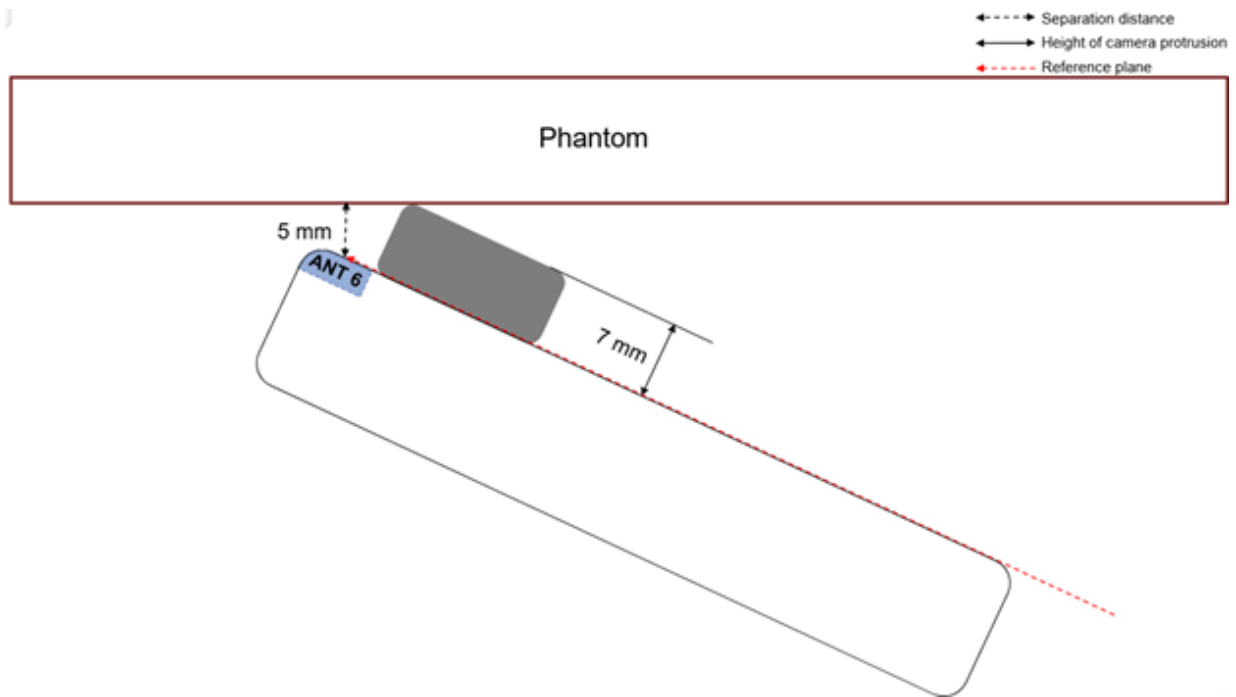 Separation distance
Height of camera protrusion
Reference plane
Phantom
5 mm
ANT 6
7 mm